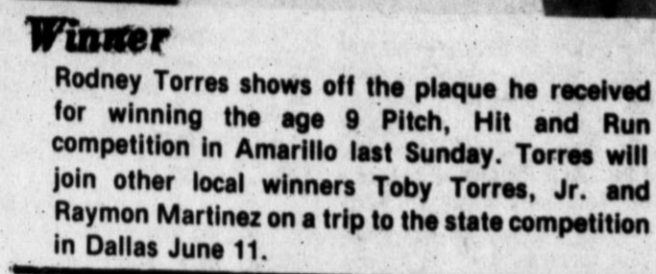 Winner
Rodney Torres shows off the plaque he received
for winning the age 9 Pitch, Hit and Run
competition in Amarillo last Sunday. Torres will
join other local winners Toby Torres, Jr. and
Raymon Martinez on a trip to the state competition
in Dallas June 11.